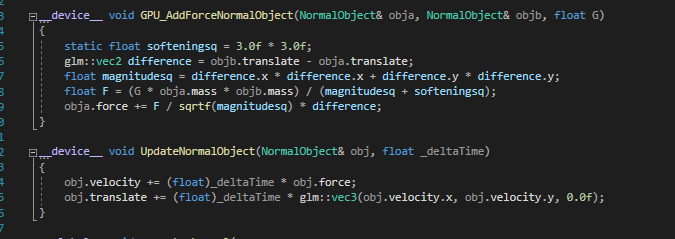 __device__ void GPU_AddForceNormalObject(NormalObject& obja, NormalObject& objb, float G)
{
static float softeningsq = 3.0f * 3.0f;
glm::vec2 difference = objb.translate - obja.translate;
float magnitudesq = difference.x * difference.x + difference.y * difference.y;
float F = (G * obja.mass * objb.mass) / (magnitudesq + softeningsq);
obja.force += F / sqrtf(magnitudesq) * difference;
}
__device__ void UpdateNormalObject(NormalObject& obj, float _deltaTime)
{
obj.velocity += (float)_deltaTime * obj.force;
obj.translate += (float)_deltaTime * glm::vec3(obj.velocity.x, obj.velocity.y, 0.0f);
}